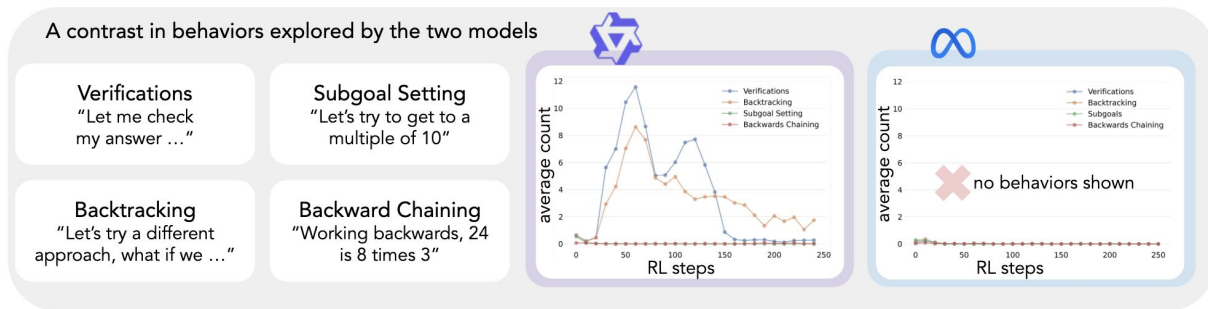 A contrast in behaviors explored by the two models
Verifications
“Let me check
my answer …”
Subgoal Setting
“Let’s try to get to a
multiple of 10”
Backtracking
“Let’s try a different
approach, what if we …”
Backward Chaining
“Working backwards, 24
is 8 times 3”
average count
12
10
8
6
4
2
0
Verifications
Backtracking
Subgoal Setting
Backwards Chaining
0 50 100 150 200 250
RL steps
average count
12
10
8
6
4
2
0
Verifications
Backtracking
Subgoals
Backwards Chaining
no behaviors shown
0 50 100 150 200 250
RL steps